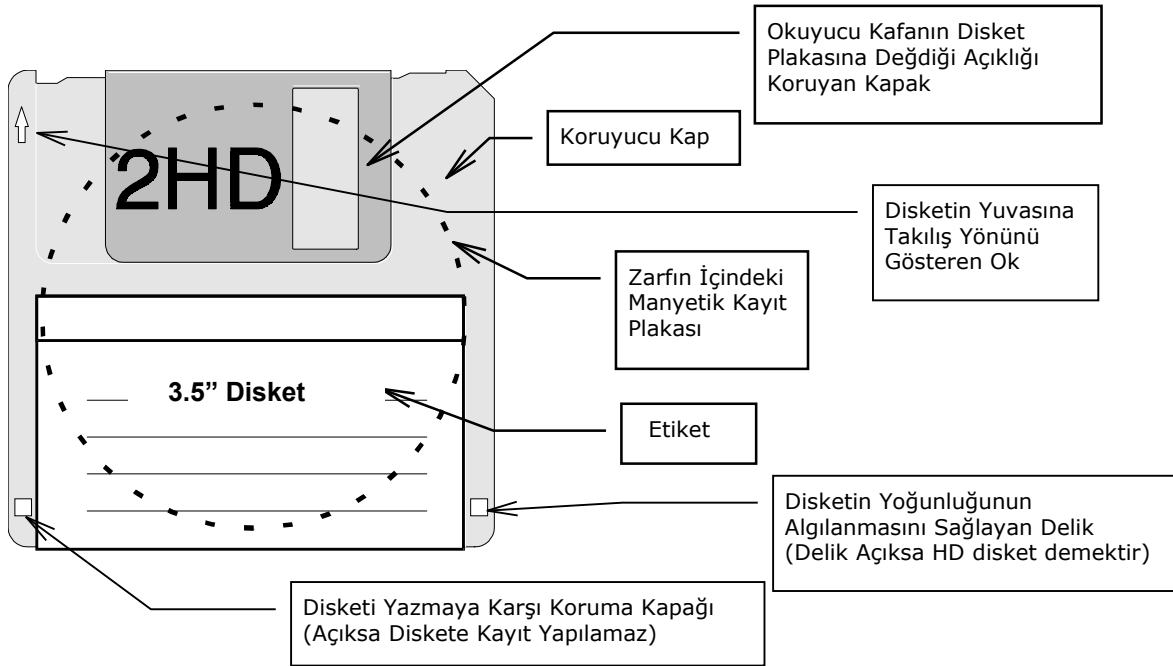 Okuyucu Kafanın Disket
Plakasına Değdiği Açıklığı
Koruyan Kapak
Koruyucu Kap
2HD
Disketin Yuvasına
Takılış Yönünü
Gösteren Ok
Zarfın İçindeki
Manyetik Kayıt
Plakası
3.5” Disket
Etiket
Disketin Yoğunluğunun
Algılanmasını Sağlayan Delik
(Delik Açıksa HD disket demektir)
Disketi Yazmaya Karşı Koruma Kapağı
(Açıksa Diskete Kayıt Yapılamaz)